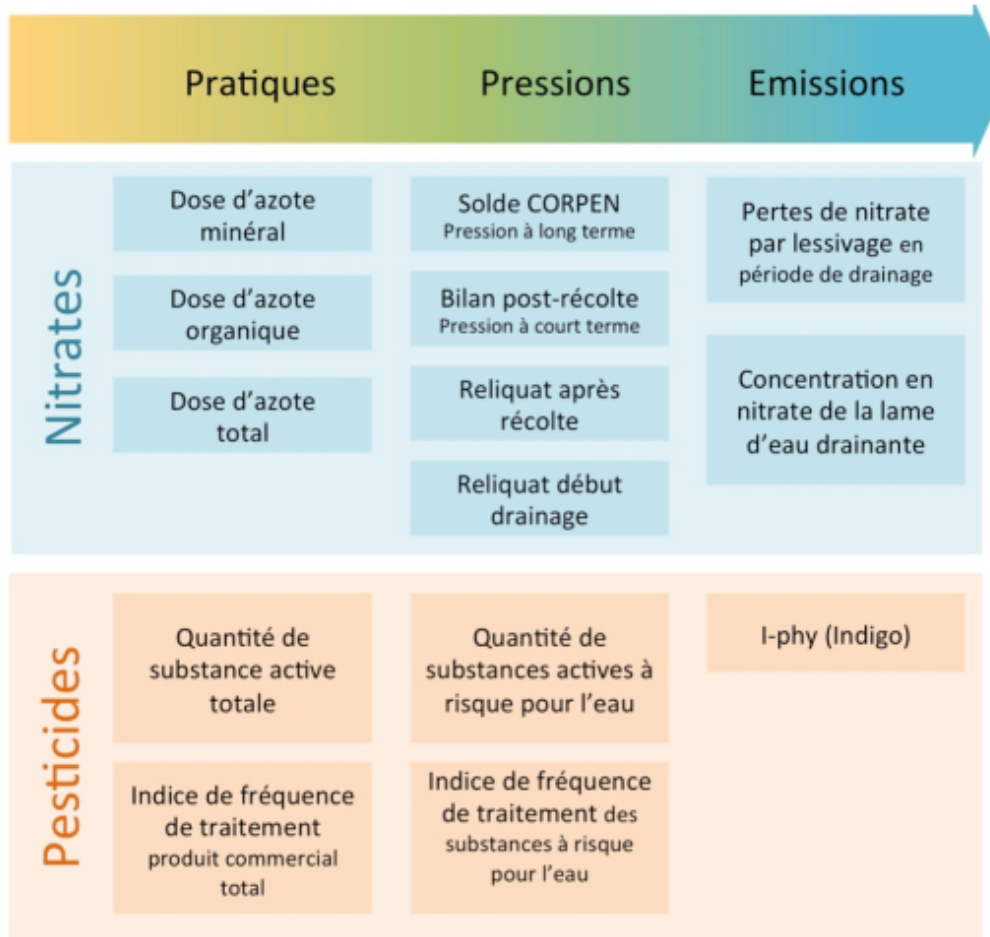 Pratiques
Pressions
Emissions
Nitrates
Dose d'azote
minéral
Dose d'azote
organique
Dose d'azote
total
Solde CORPEN
Pression à long terme
Bilan post-récolte
Pression à court terme
Reliquat après
récolte
Reliquat début
drainage
Pertes de nitrate
par lessivage en
période de drainage
Concentration en
nitrate de la lame
d'eau drainante
Pesticides
Quantité de
substance active
totale
Indice de fréquence
de traitement
produit commercial
total
Quantité de
substances actives à
risque pour l'eau
Indice de fréquence
de traitement des
substances à risque
pour l'eau
I-phy (Indigo)